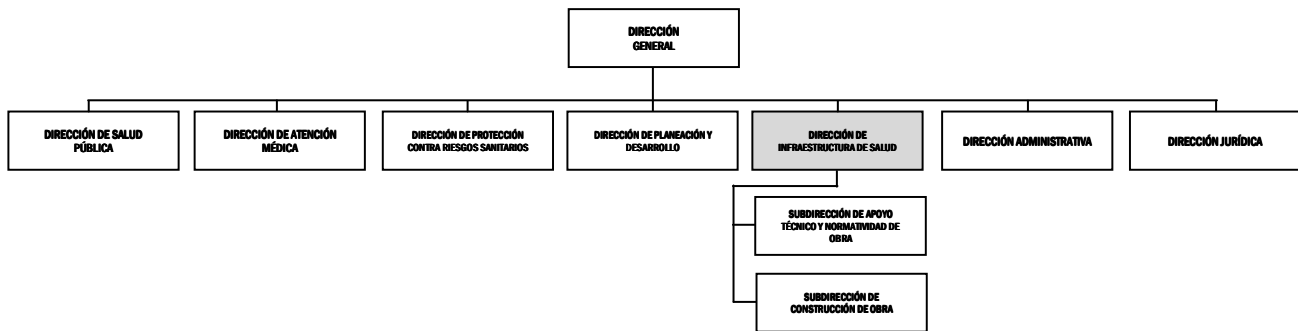 DIRECCIÓN
GENERAL
DIRECCIÓN DE SALUD
PÚBLICA
DIRECCIÓN DE ATENCIÓN
MÉDICA
DIRECCIÓN DE PROTECCIÓN
CONTRA RIESGOS SANITARIOS
DIRECCIÓN DE PLANEACIÓN Y
DESARROLLO
DIRECCIÓN DE
INFRAESTRUCTURA DE SALUD
DIRECCIÓN ADMINISTRATIVA
DIRECCIÓN JURÍDICA
SUBDIRECCIÓN DE APOYO
TÉCNICO Y NORMATIVIDAD DE
OBRA
SUBDIRECCIÓN DE
CONSTRUCCIÓN DE OBRA